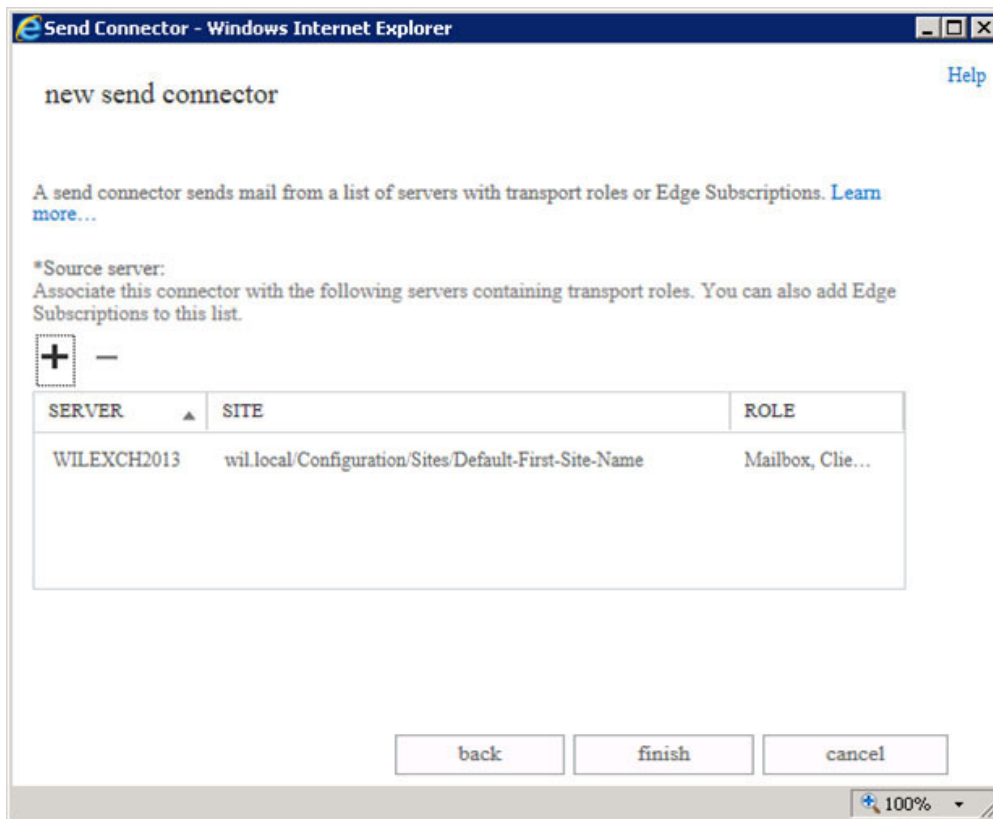 Send Connector - Windows Internet Explorer
Help
new send connector
A send connector sends mail from a list of servers with transport roles or Edge Subscriptions. Learn
more...
*Source server:
Associate this connector with the following servers containing transport roles. You can also add Edge
Subscriptions to this list.
SERVER SITE ROLE
WILEXCH2013 wil.local/Configuration/Sites/Default-First-Site-Name Mailbox, Clie...
back finish cancel
100%